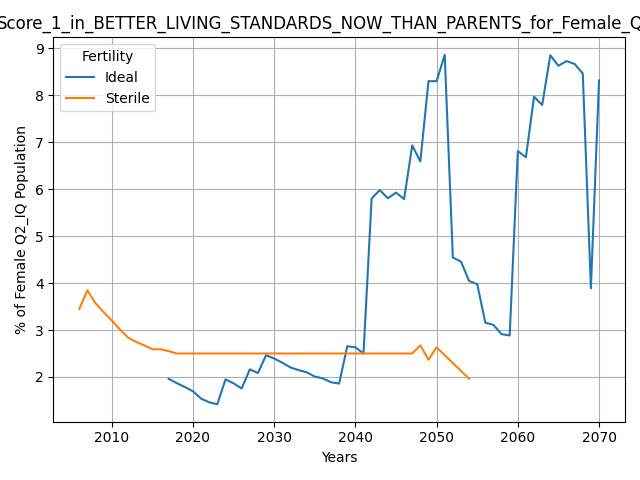 Score_1_in_BETTER_LIVING_STANDARDS_NOW_THAN_PARENTS_for_Female_Q
Fertility
Ideal
Sterile
9
8
7
6
5
4
3
2
% of Female Q2_IQ Population
2010
2020
2030
2040
2050
2060
2070
Years